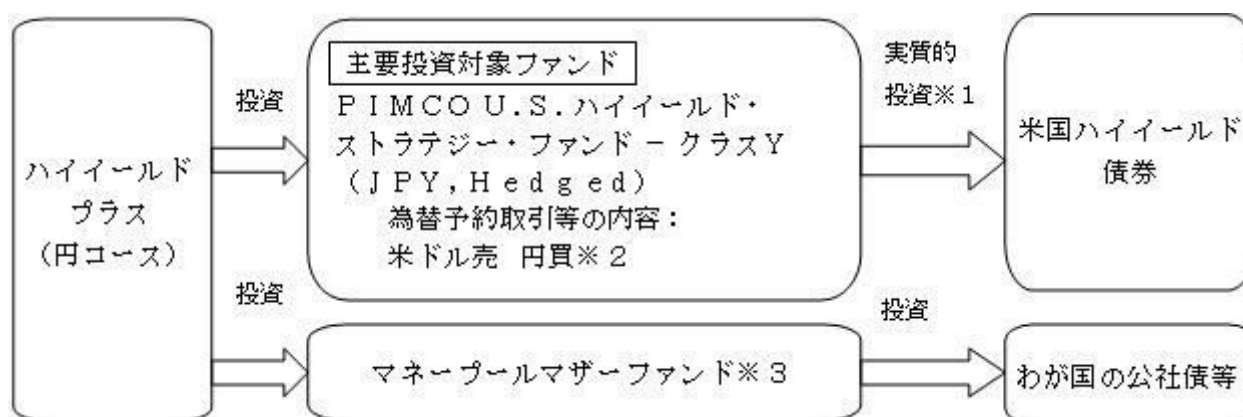 ハイイールド
プラス
(円コース)
投資
投資
主要投資対象ファンド
PIMCO U.S.ハイイールド・
ストラテジー・ファンド－クラスY
(JPY,Hedged)
為替予約取引等の内容：
米ドル売 円買※2
マネープールマザーファンド※3
実質的
投資※1
投資
米国ハイイールド
債券
わが国の公社債等